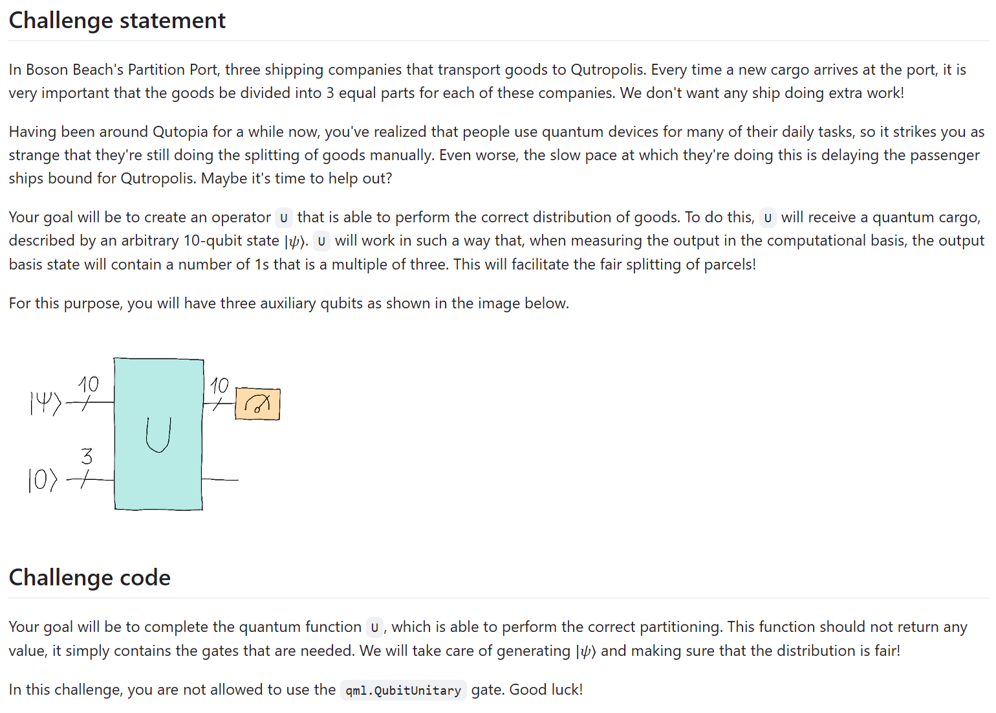 Challenge statement
In Boson Beach's Partition Port, three shipping companies that transport goods to Qutropolis. Every time a new cargo arrives at the port, it is
very important that the goods be divided into 3 equal parts for each of these companies. We don't want any ship doing extra work!
Having been around Qutopia for a while now, you've realized that people use quantum devices for many of their daily tasks, so it strikes you as
strange that they're still doing the splitting of goods manually. Even worse, the slow pace at which they're doing this is delaying the passenger
ships bound for Qutropolis. Maybe it's time to help out?
Your goal will be to create an operator U that is able to perform the correct distribution of goods. To do this, U will receive a quantum cargo,
described by an arbitrary 10-qubit state |ψ⟩. U will work in such a way that, when measuring the output in the computational basis, the output
basis state will contain a number of 1s that is a multiple of three. This will facilitate the fair splitting of parcels!
For this purpose, you will have three auxiliary qubits as shown in the image below.
|Ψ⟩ 10 U 10
|0⟩ 3
Challenge code
Your goal will be to complete the quantum function U, which is able to perform the correct partitioning. This function should not return any
value, it simply contains the gates that are needed. We will take care of generating |ψ⟩ and making sure that the distribution is fair!
In this challenge, you are not allowed to use the qml.QubitUnitary gate. Good luck!